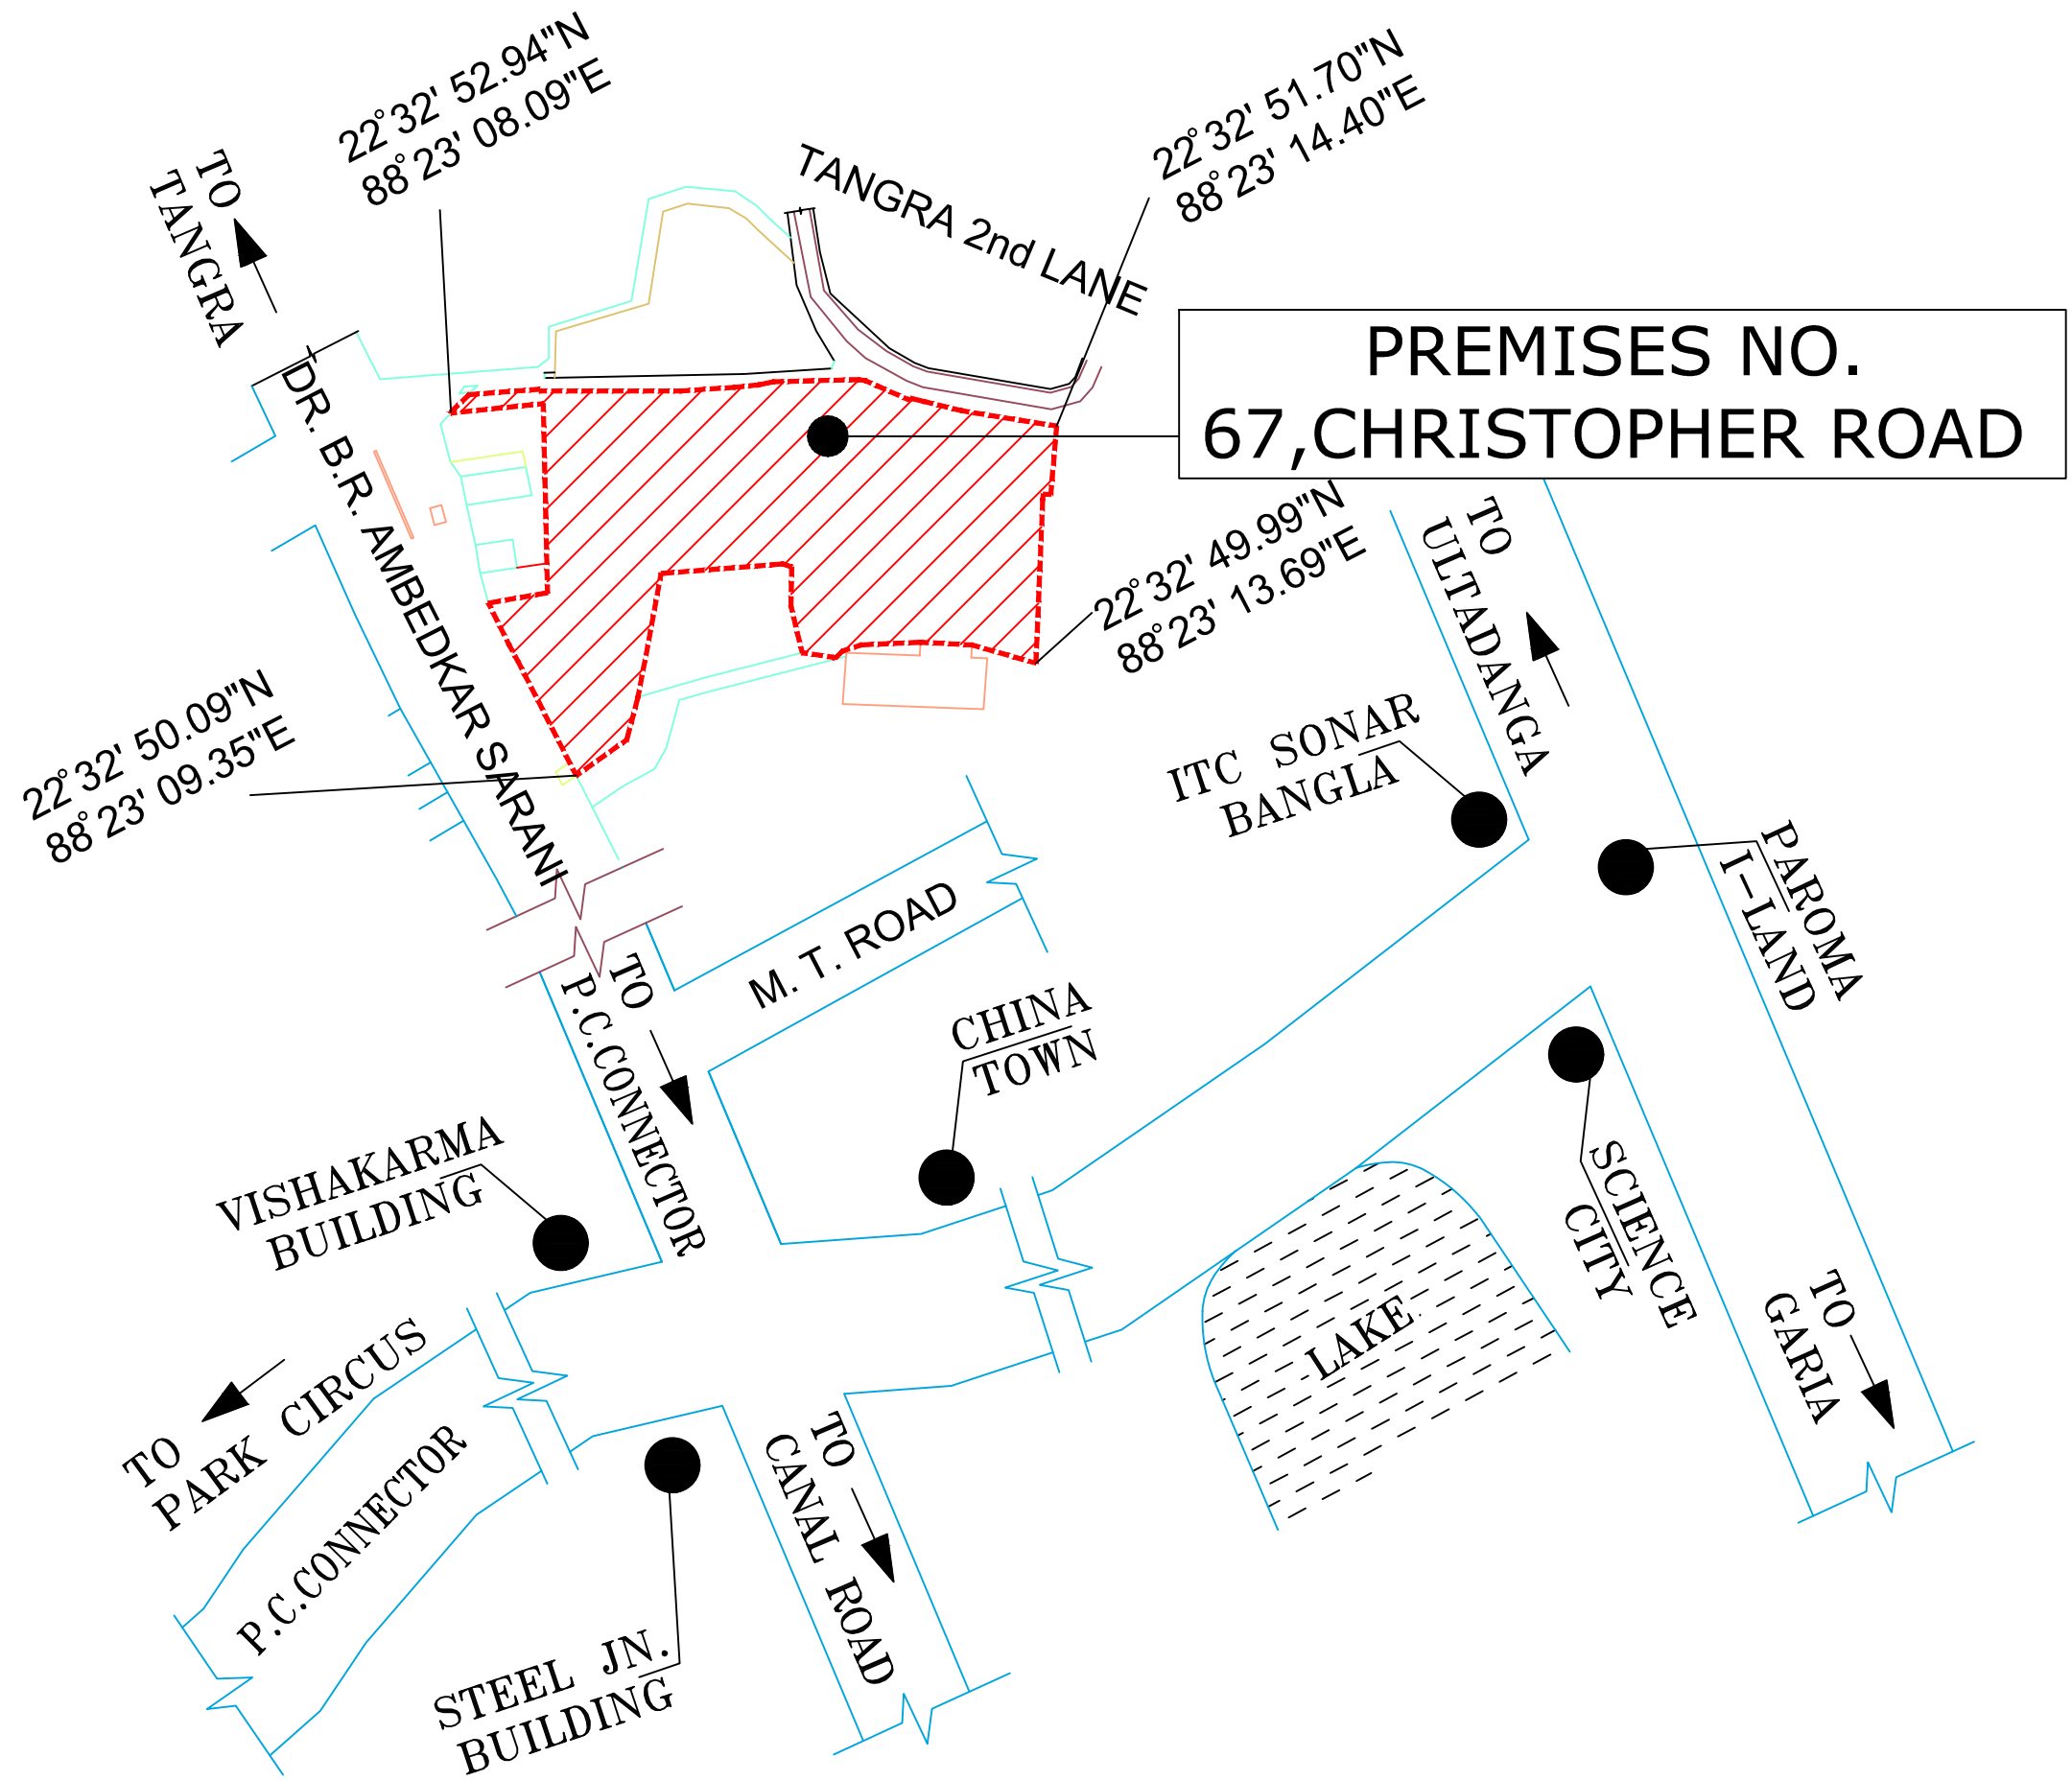 22°32' 52.94"N
88°23' 08.09"E
22°32' 51.70"N
88°23' 14.40"E
TO
TANGRA
TANGRA 2nd LANE
PREMISES NO.
67,CHRISTOPHER ROAD
DR. B.R. AMBEDKAR SARANI
22°32' 49.99"N
88°23' 13.69"E
TO
ULTADANGA
22°32' 50.09"N
88°23' 09.35"E
ITC SONAR
BANGLA
PAROMA
I-LAND
M. T. ROAD
TO
P.C.CONNECTOR
CHINA
TOWN
VISHAKARMA
BUILDING
SCIENCE
CITY
LAKE
TO
GARIA
TO
PARK CIRCUS
P.C.CONNECTOR
TO
CANAL ROAD
STEEL JN.
BUILDING